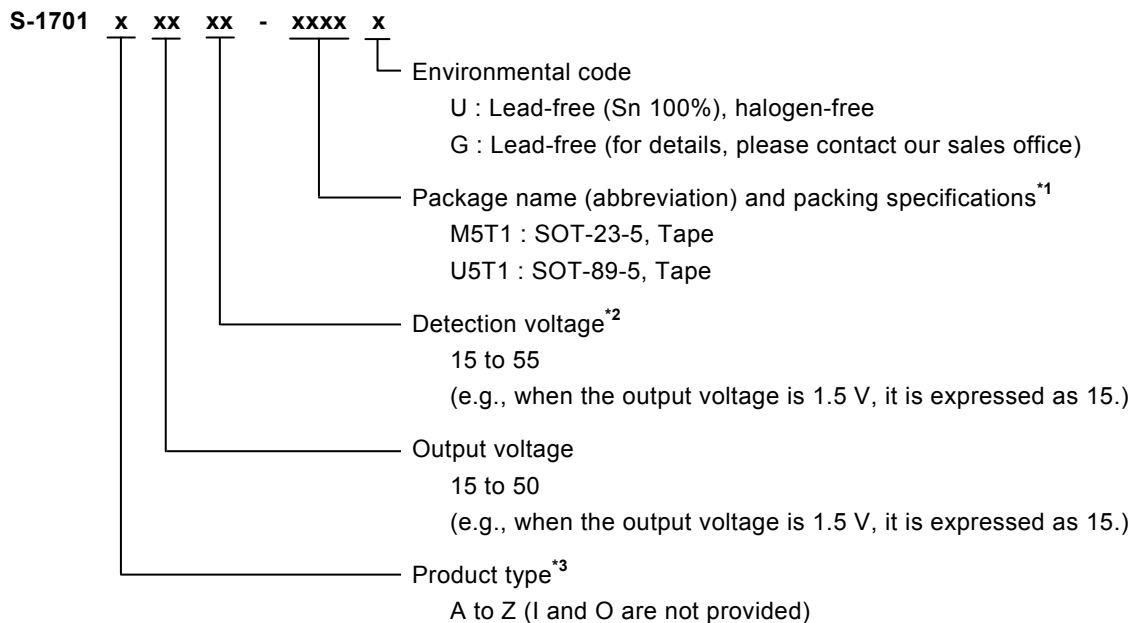 S-1701 x xx xx - xxxx x
Environmental code
U : Lead-free (Sn 100%), halogen-free
G : Lead-free (for details, please contact our sales office)
Package name (abbreviation) and packing specifications*1
M5T1 : SOT-23-5, Tape
U5T1 : SOT-89-5, Tape
Detection voltage*2
15 to 55
(e.g., when the output voltage is 1.5 V, it is expressed as 15.)
Output voltage
15 to 50
(e.g., when the output voltage is 1.5 V, it is expressed as 15.)
Product type*3
A to Z (I and O are not provided)